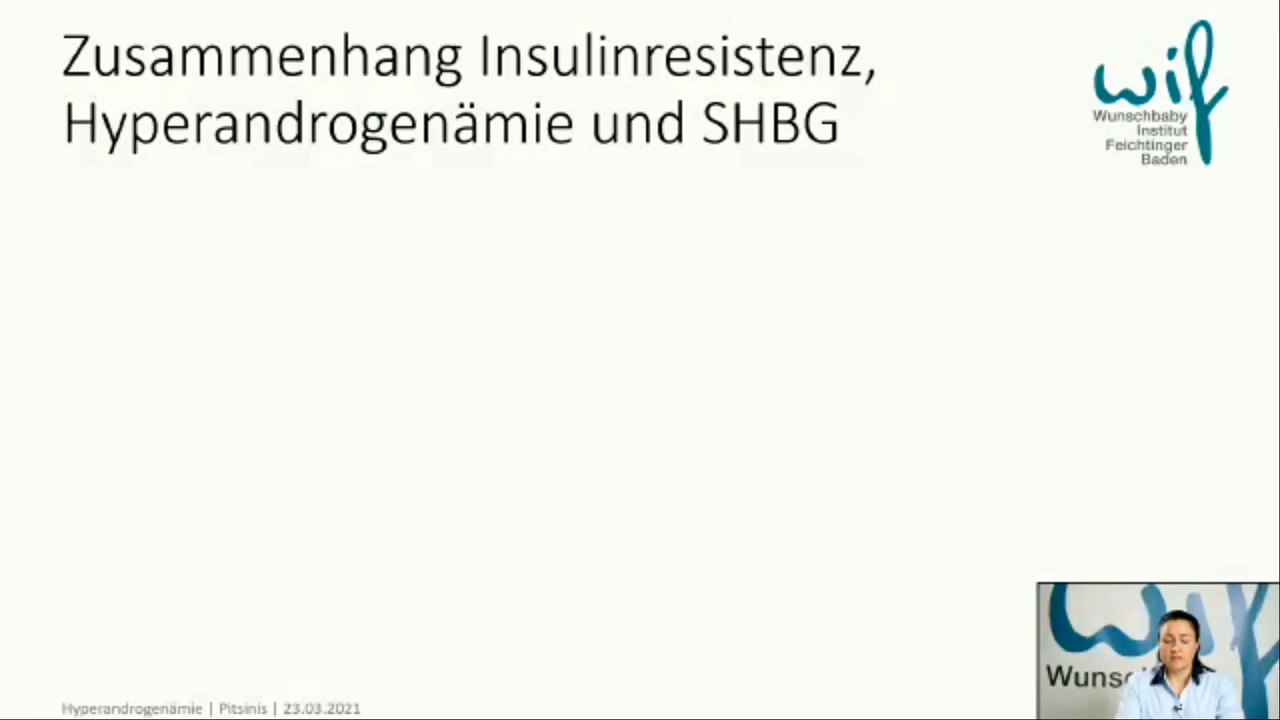 Zusammenhang Insulinresistenz,
Hyperandrogenämie und SHBG
wif
Wunschbaby
Institut
Feichtinger
Baden
Wunsc
Hyperandrogenämie | Pitsinis | 23.03.2021